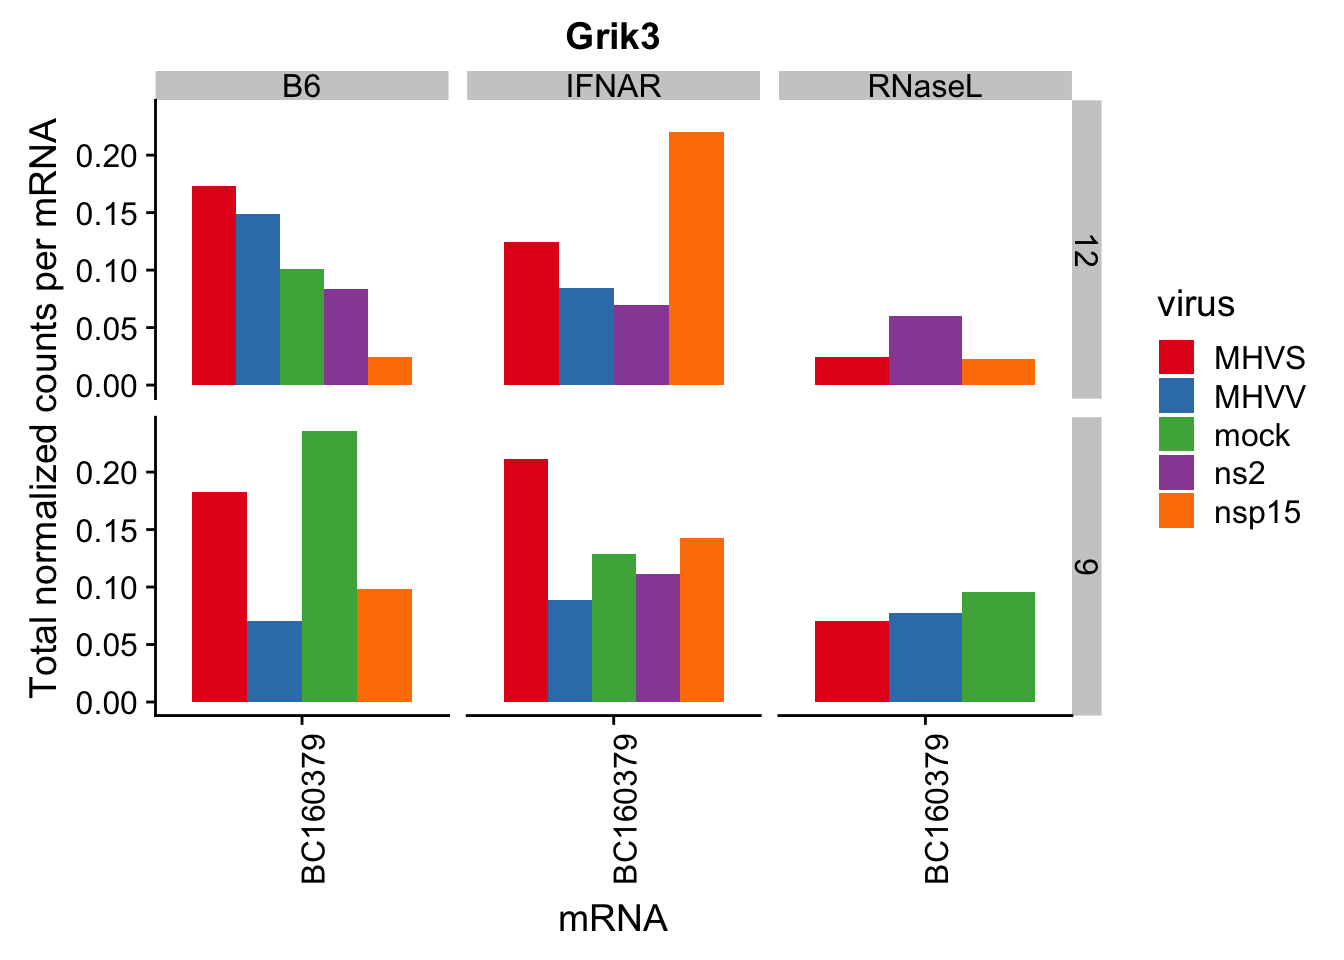 Grik3
B6
IFNAR
RNaseL
Total normalized counts per mRNA
0.20
0.15
0.10
0.05
0.00
12
0.20
0.15
0.10
0.05
0.00
9
BC160379
BC160379
BC160379
mRNA
virus
MHVS
MHVV
mock
ns2
nsp15